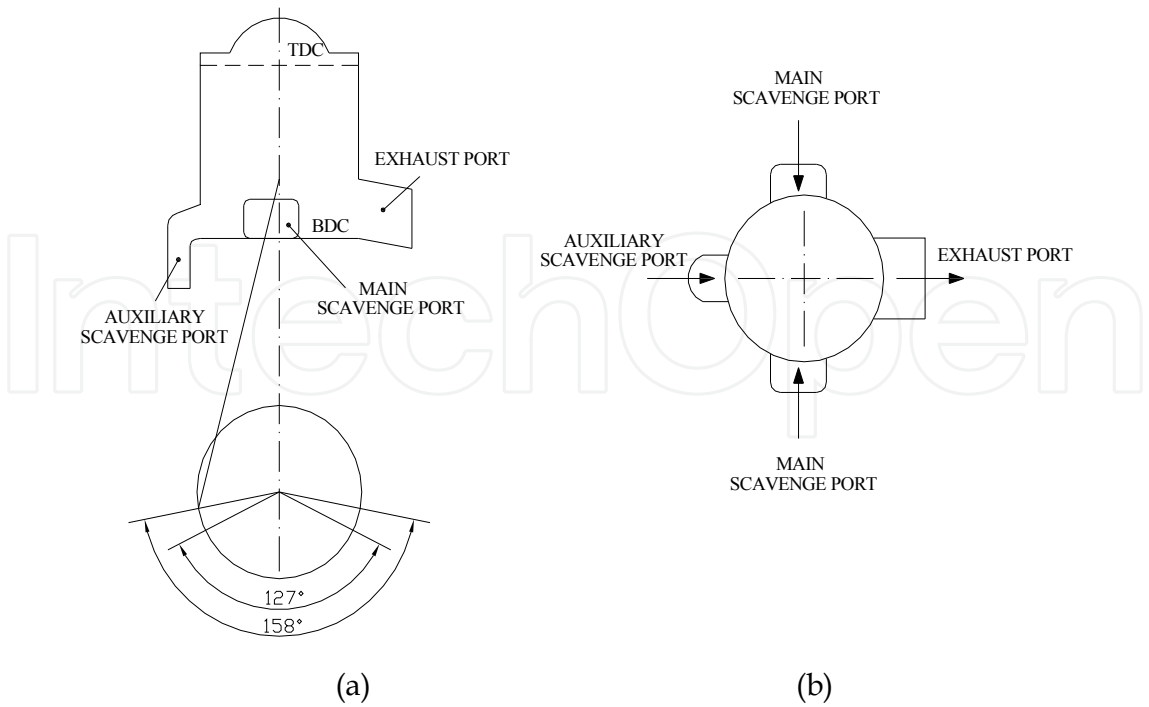 TDC
EXHAUST PORT
BDC
MAIN
SCAVENGE PORT
AUXILIARY
SCAVENGE PORT
127°
158°
(a)
MAIN
SCAVENGE PORT
AUXILIARY
SCAVENGE PORT
EXHAUST PORT
MAIN
SCAVENGE PORT
(b)
IntechOpen